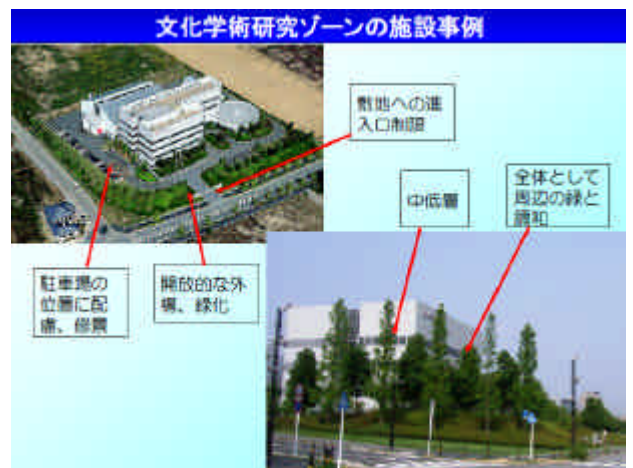 文化学術研究ゾーンの施設事例
敷地への進
入口制限
中低層
全体として
周辺の緑と
調和
駐車場の
位置に配
慮、修景
開放的な外
構、緑化